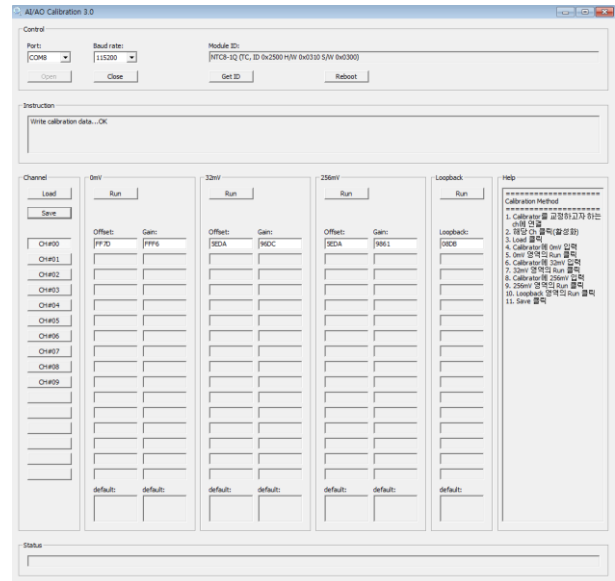 AI/AO Calibration 3.0
Control
Port: Baud rate: Module ID:
COM8 115200 NTC8-1Q (TC, ID 0x2500 H/W 0x0310 S/W 0x0300)
Open Close Get ID Reboot
Instruction
Write calibration data...OK
Channel 0mV 32mV 256mV Loopback Help
Load Run Run Run Run
Save
Offset: Gain: Offset: Gain: Offset: Gain: Loopback:
CH#00 FF7D FFF6 5EDA 96DC 5EDA 9861 08DB
CH#01
CH#02
CH#03
CH#04
CH#05
CH#06
CH#07
CH#08
CH#09
default: default: default: default: default: default: default:
====================
Calibration Method
====================
1. Calibrator를 교정하고자 하는
ch에 연결
2. 해당 Ch 클릭(활성화)
3. Load 클릭
4. Calibrator에 0mV 입력
5. 0mV 영역의 Run 클릭
6. Calibrator에 32mV 입력
7. 32mV 영역의 Run 클릭
8. Calibrator에 256mV 입력
9. 256mV 영역의 Run 클릭
10. Loopback 영역의 Run 클릭
11. Save 클릭
Status